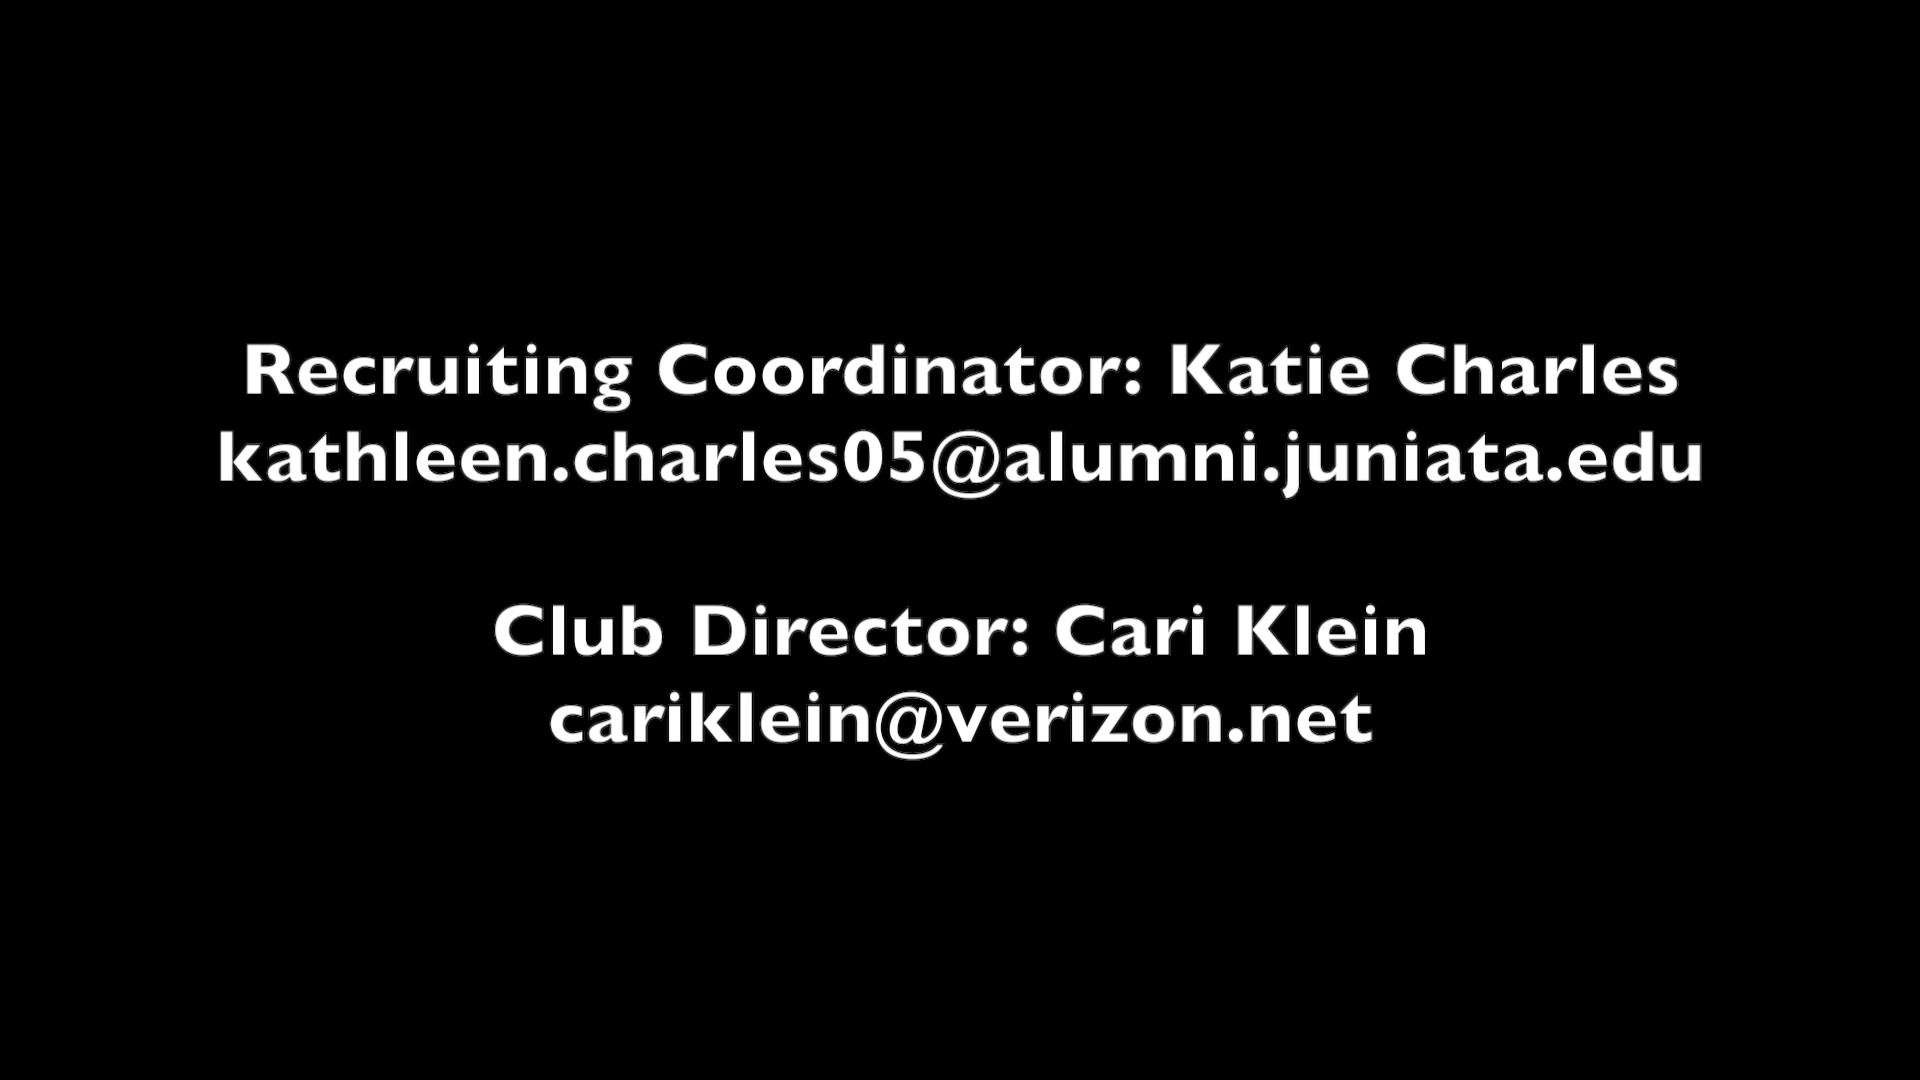 Recruiting Coordinator: Katie Charles
kathleen.charles05@alumni.juniata.edu
Club Director: Cari Klein
cariklein@verizon.net